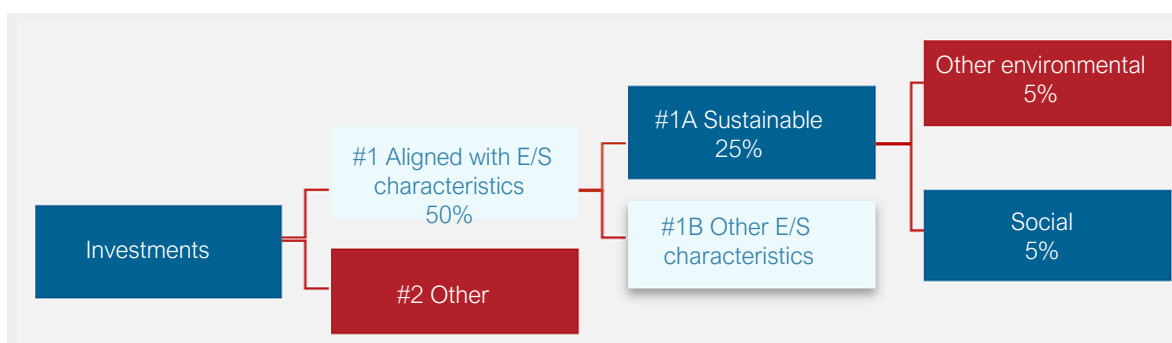 Investments
#1 Aligned with E/S
characteristics
50%
#2 Other
#1A Sustainable
25%
#1B Other E/S
characteristics
Other environmental
5%
Social
5%